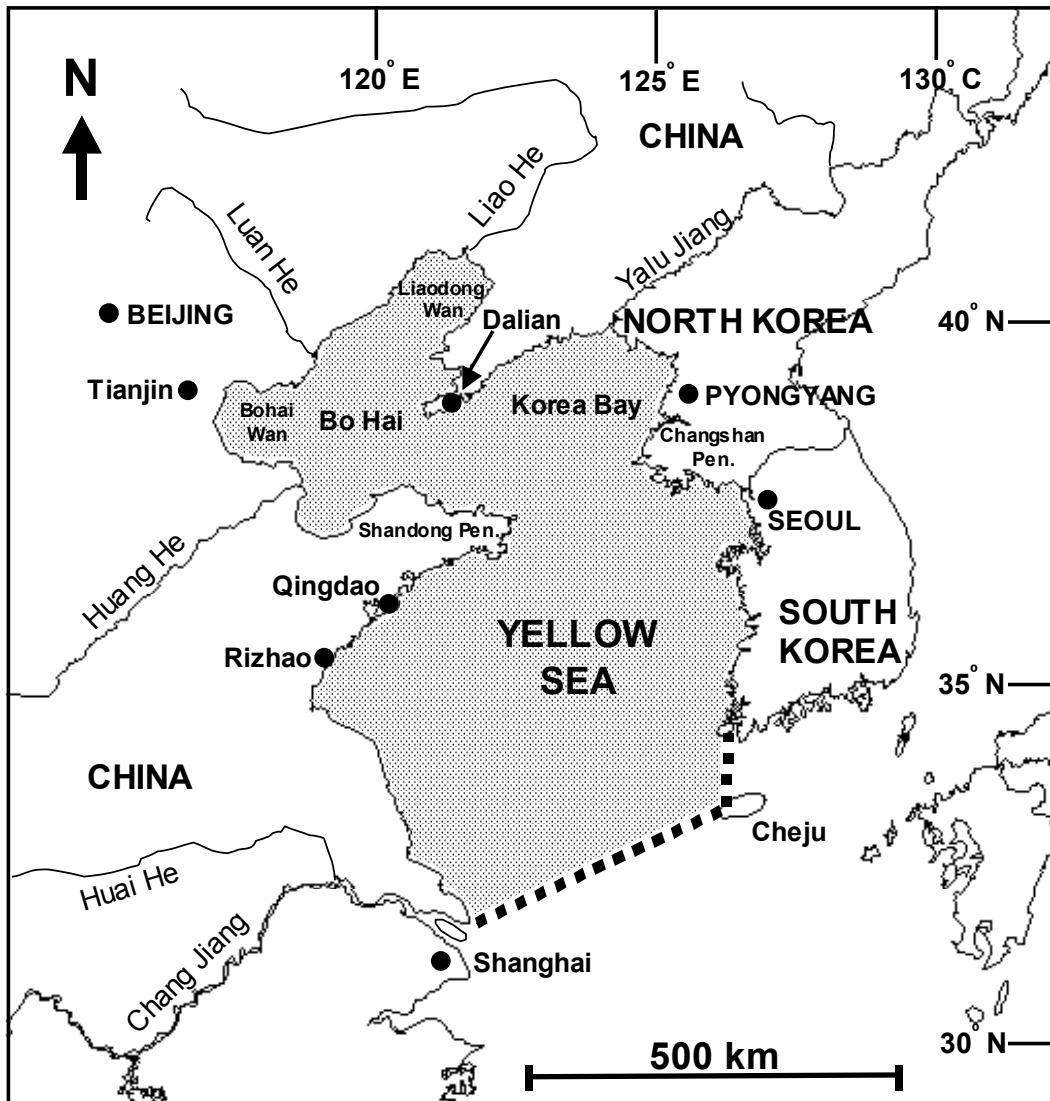 120° E
125° E
130° C
N
CHINA
Liao He
Luan He
Yalu Jiang
Liaodong
Wan
BEIJING
Dalian
NORTH KOREA
40° N
Tianjin
Bohai
Wan
Bo Hai
Korea Bay
PYONGYANG
Changshan
Pen.
SEOUL
Shandong Pen.
Huang He
Qingdao
YELLOW
SEA
SOUTH
KOREA
Rizhao
35° N
CHINA
Cheju
Huai He
Chang Jiang
Shanghai
30° N
500 km